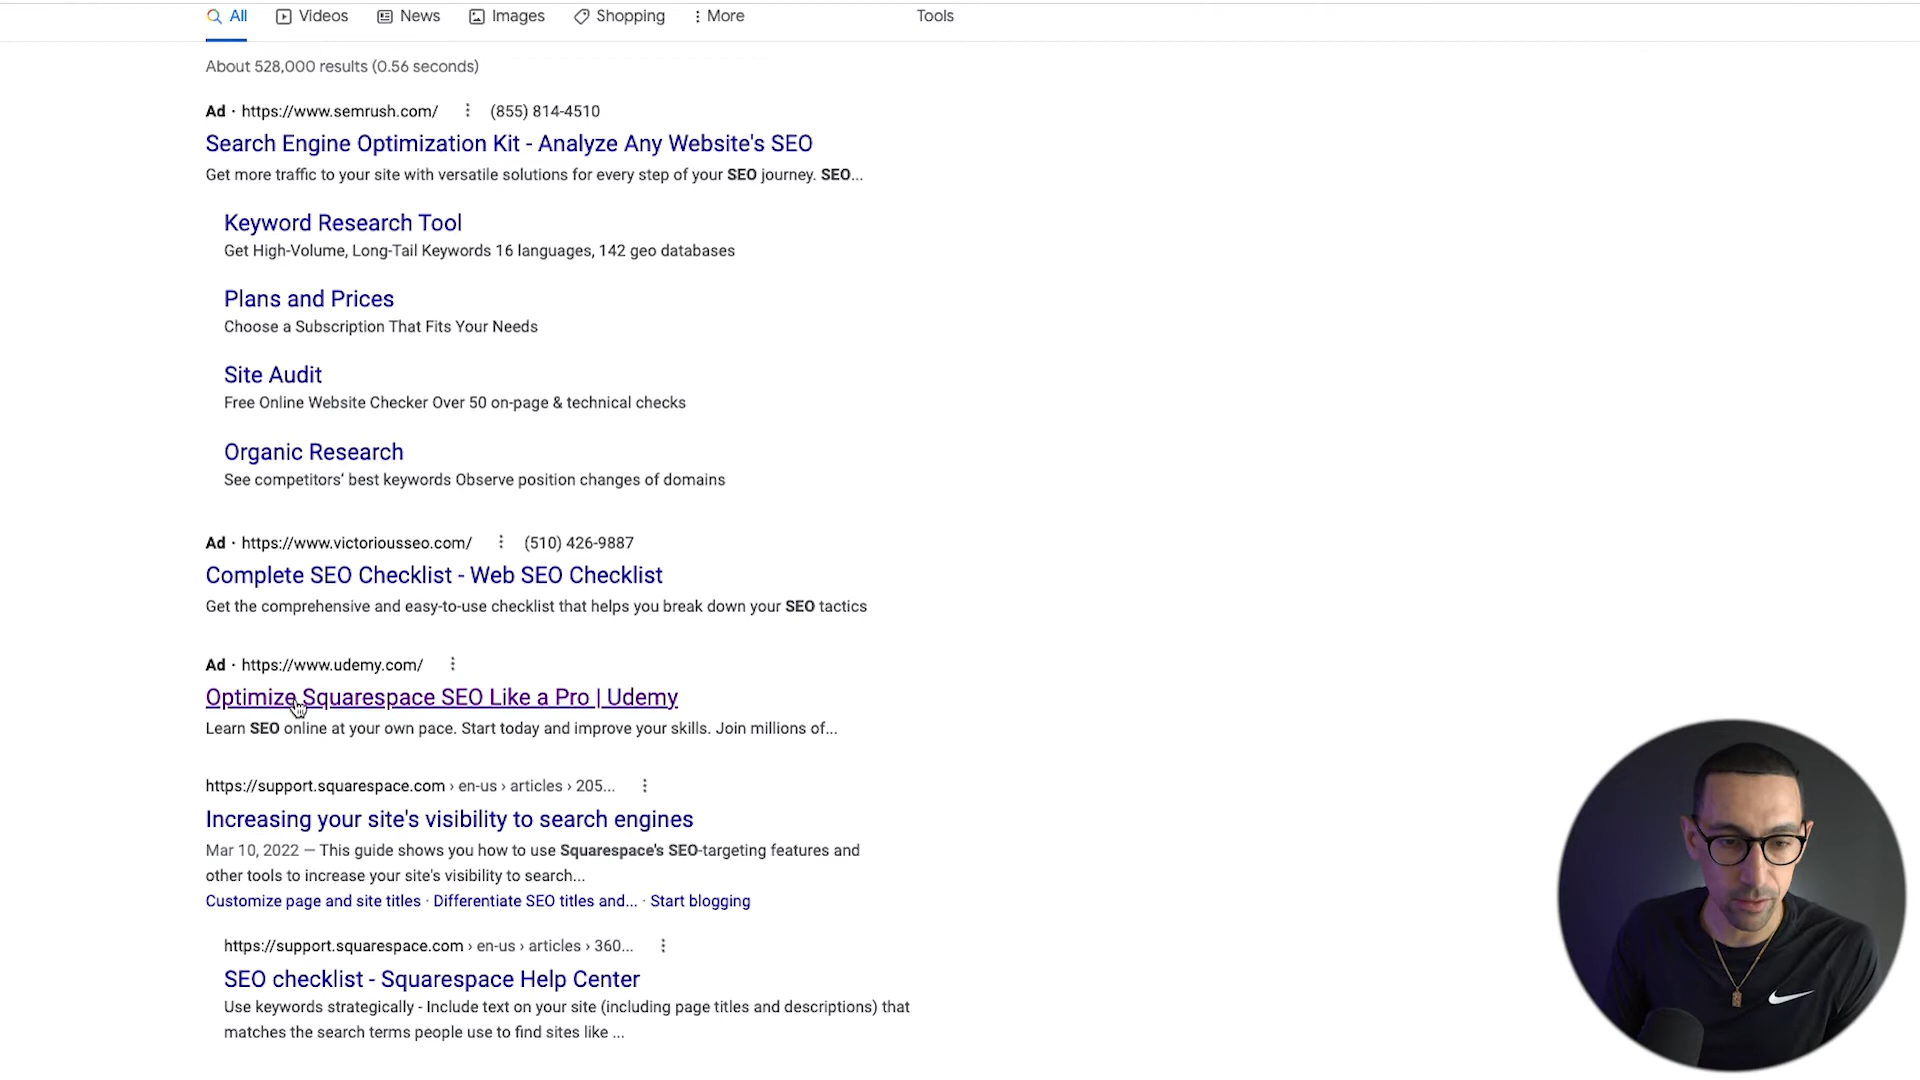 All Videos News Images Shopping More Tools
About 528,000 results (0.56 seconds)
Ad · https://www.semrush.com/ (855) 814-4510
Search Engine Optimization Kit - Analyze Any Website's SEO
Get more traffic to your site with versatile solutions for every step of your SEO journey. SEO...
Keyword Research Tool
Get High-Volume, Long-Tail Keywords 16 languages, 142 geo databases
Plans and Prices
Choose a Subscription That Fits Your Needs
Site Audit
Free Online Website Checker Over 50 on-page & technical checks
Organic Research
See competitors' best keywords Observe position changes of domains
Ad · https://www.victoriousseo.com/ (510) 426-9887
Complete SEO Checklist - Web SEO Checklist
Get the comprehensive and easy-to-use checklist that helps you break down your SEO tactics
Ad · https://www.udemy.com/
Optimize Squarespace SEO Like a Pro | Udemy
Learn SEO online at your own pace. Start today and improve your skills. Join millions of...
https://support.squarespace.com › en-us › articles › 205...
Increasing your site's visibility to search engines
Mar 10, 2022 — This guide shows you how to use Squarespace's SEO-targeting features and
other tools to increase your site's visibility to search...
Customize page and site titles · Differentiate SEO titles and... · Start blogging
https://support.squarespace.com › en-us › articles › 360...
SEO checklist - Squarespace Help Center
Use keywords strategically - Include text on your site (including page titles and descriptions) that
matches the search terms people use to find sites like ...